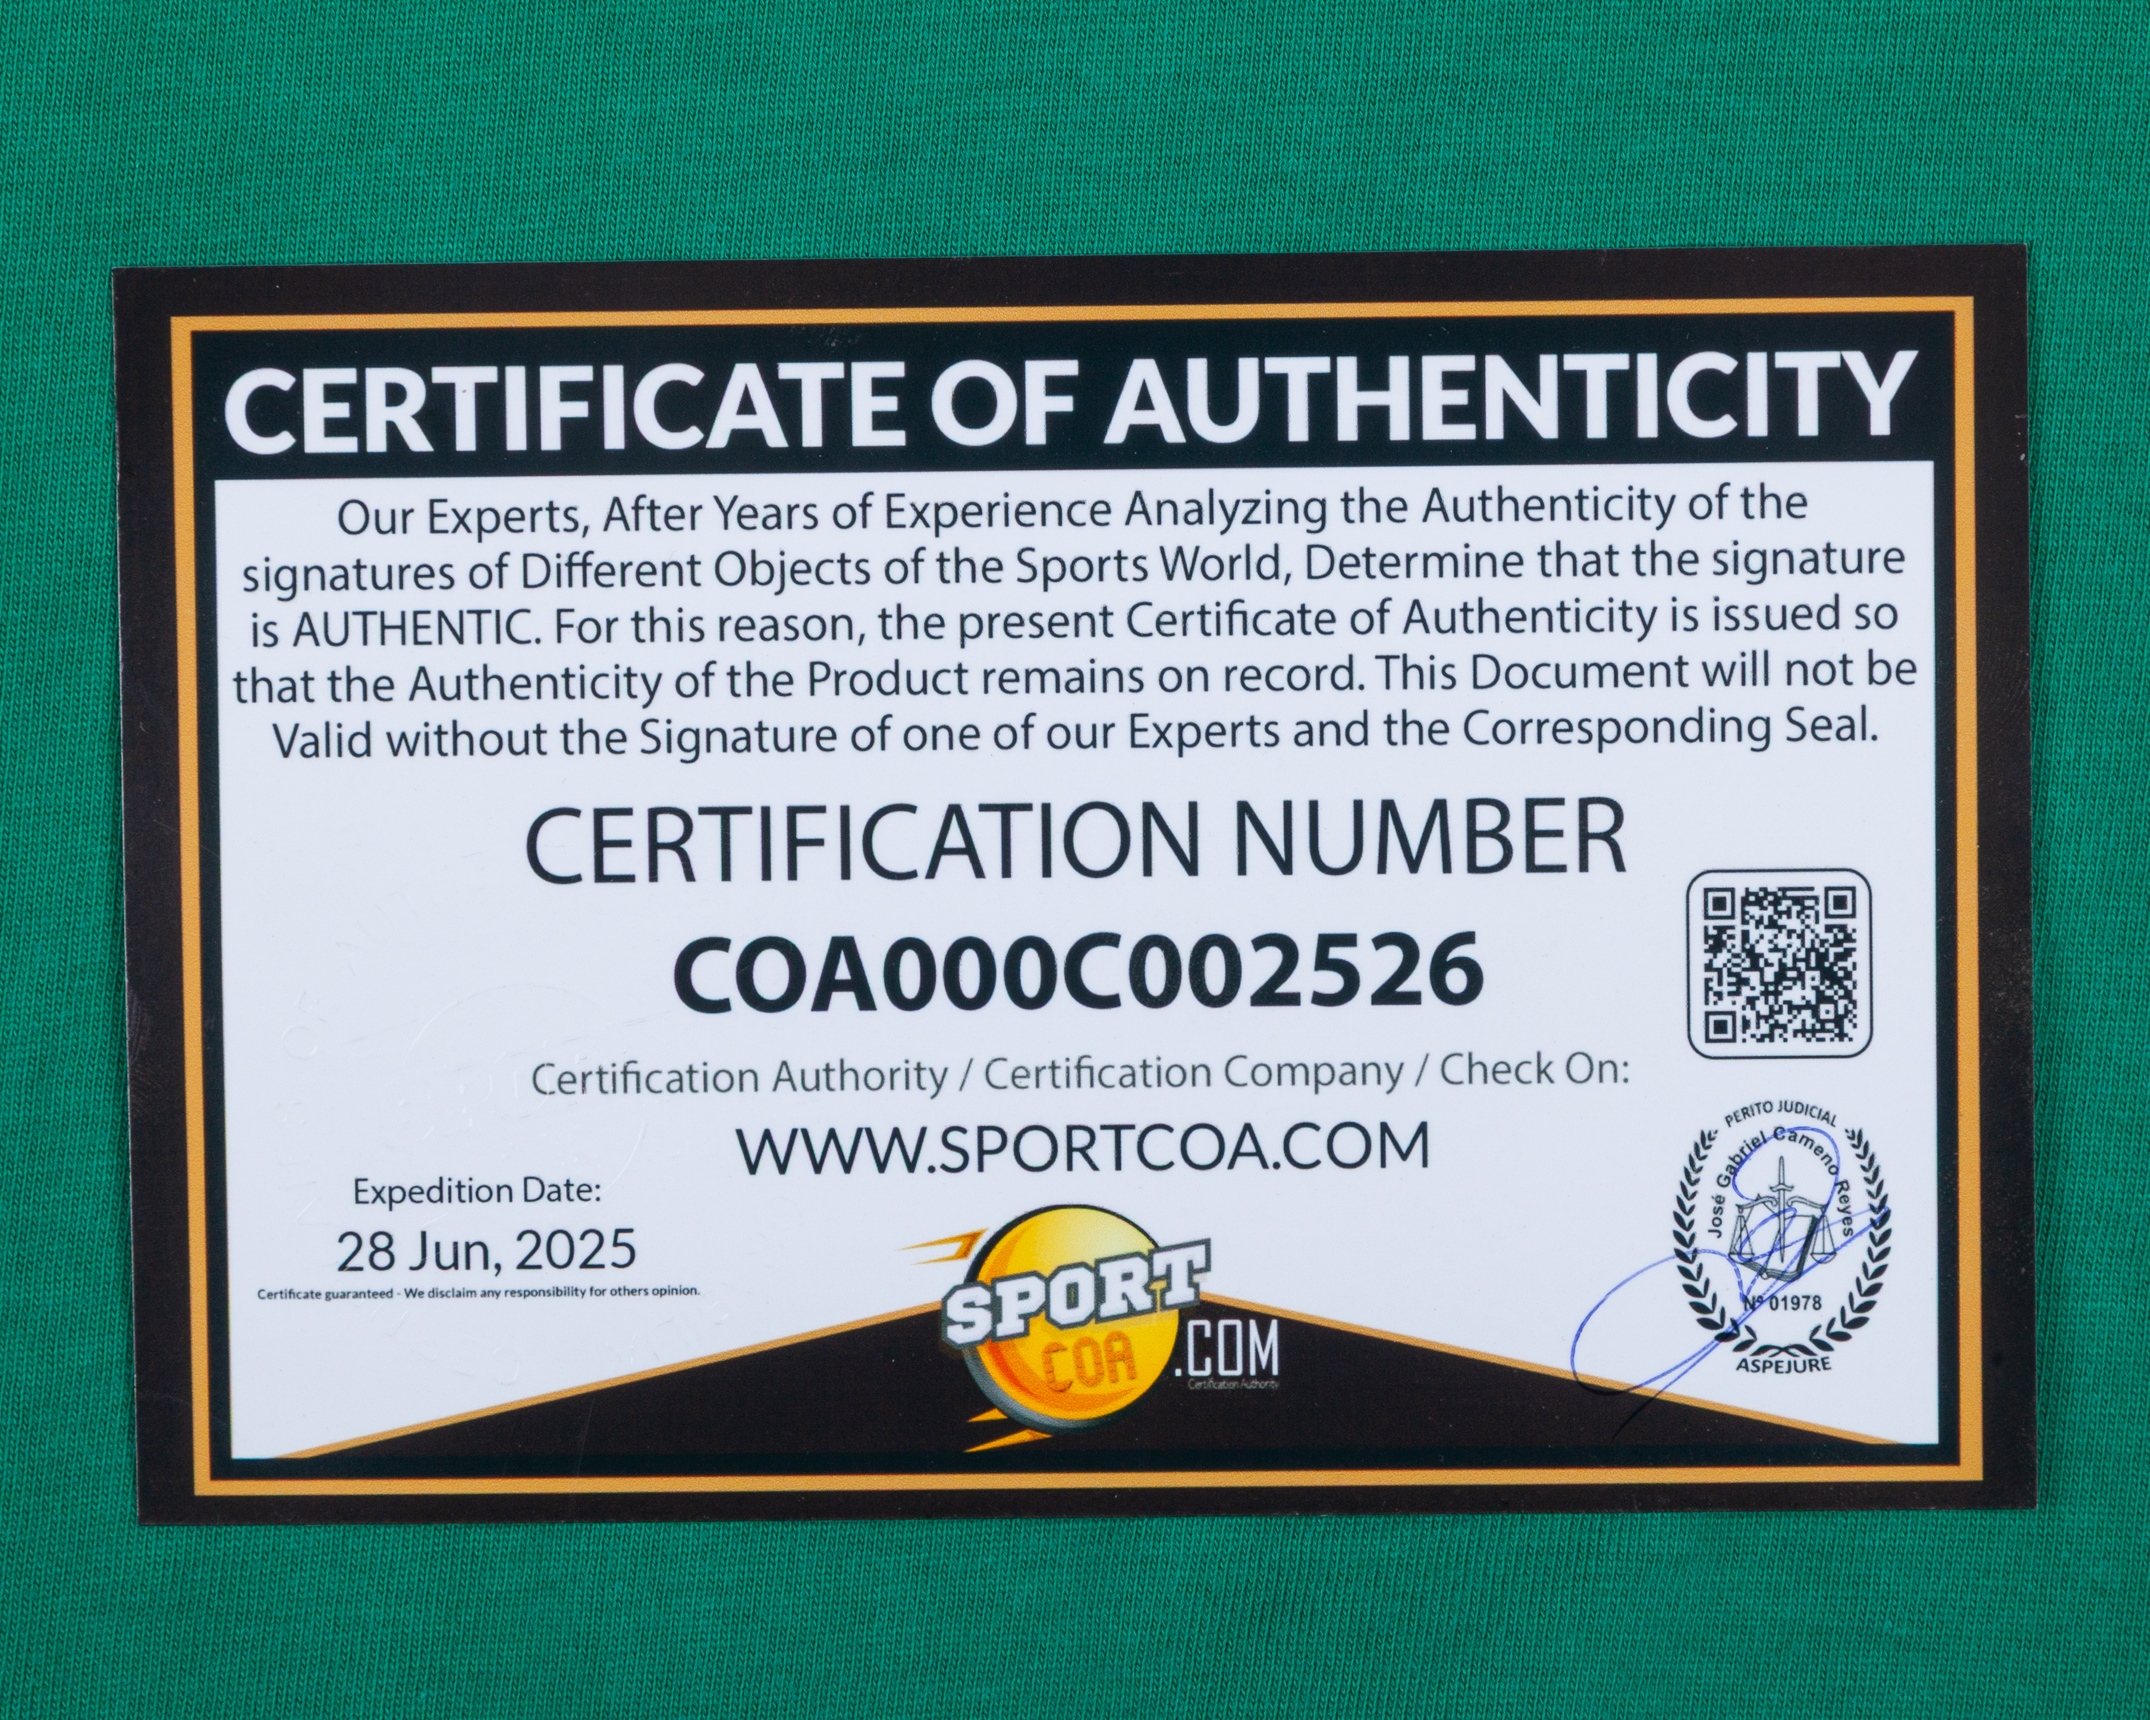 CERTIFICATE OF AUTHENTICITY
Our Experts, After Years of Experience Analyzing the Authenticity of the
signatures of Different Objects of the Sports World, Determine that the signature
is AUTHENTIC. For this reason, the present Certificate of Authenticity is issued so
that the Authenticity of the Product remains on record. This Document will not be
Valid without the Signature of one of our Experts and the Corresponding Seal.
CERTIFICATION NUMBER
COA000C002526
Certification Authority / Certification Company / Check On:
WWW.SPORTCOA.COM
Expedition Date:
28 Jun, 2025
Certificate guaranteed - We disclaim any responsibility for others opinion.
SPORT
COA
.COM
Certification Authority
PERITO JUDICIAL
José Gabriel Cameno Reyes
Nº 01978
ASPEJURE